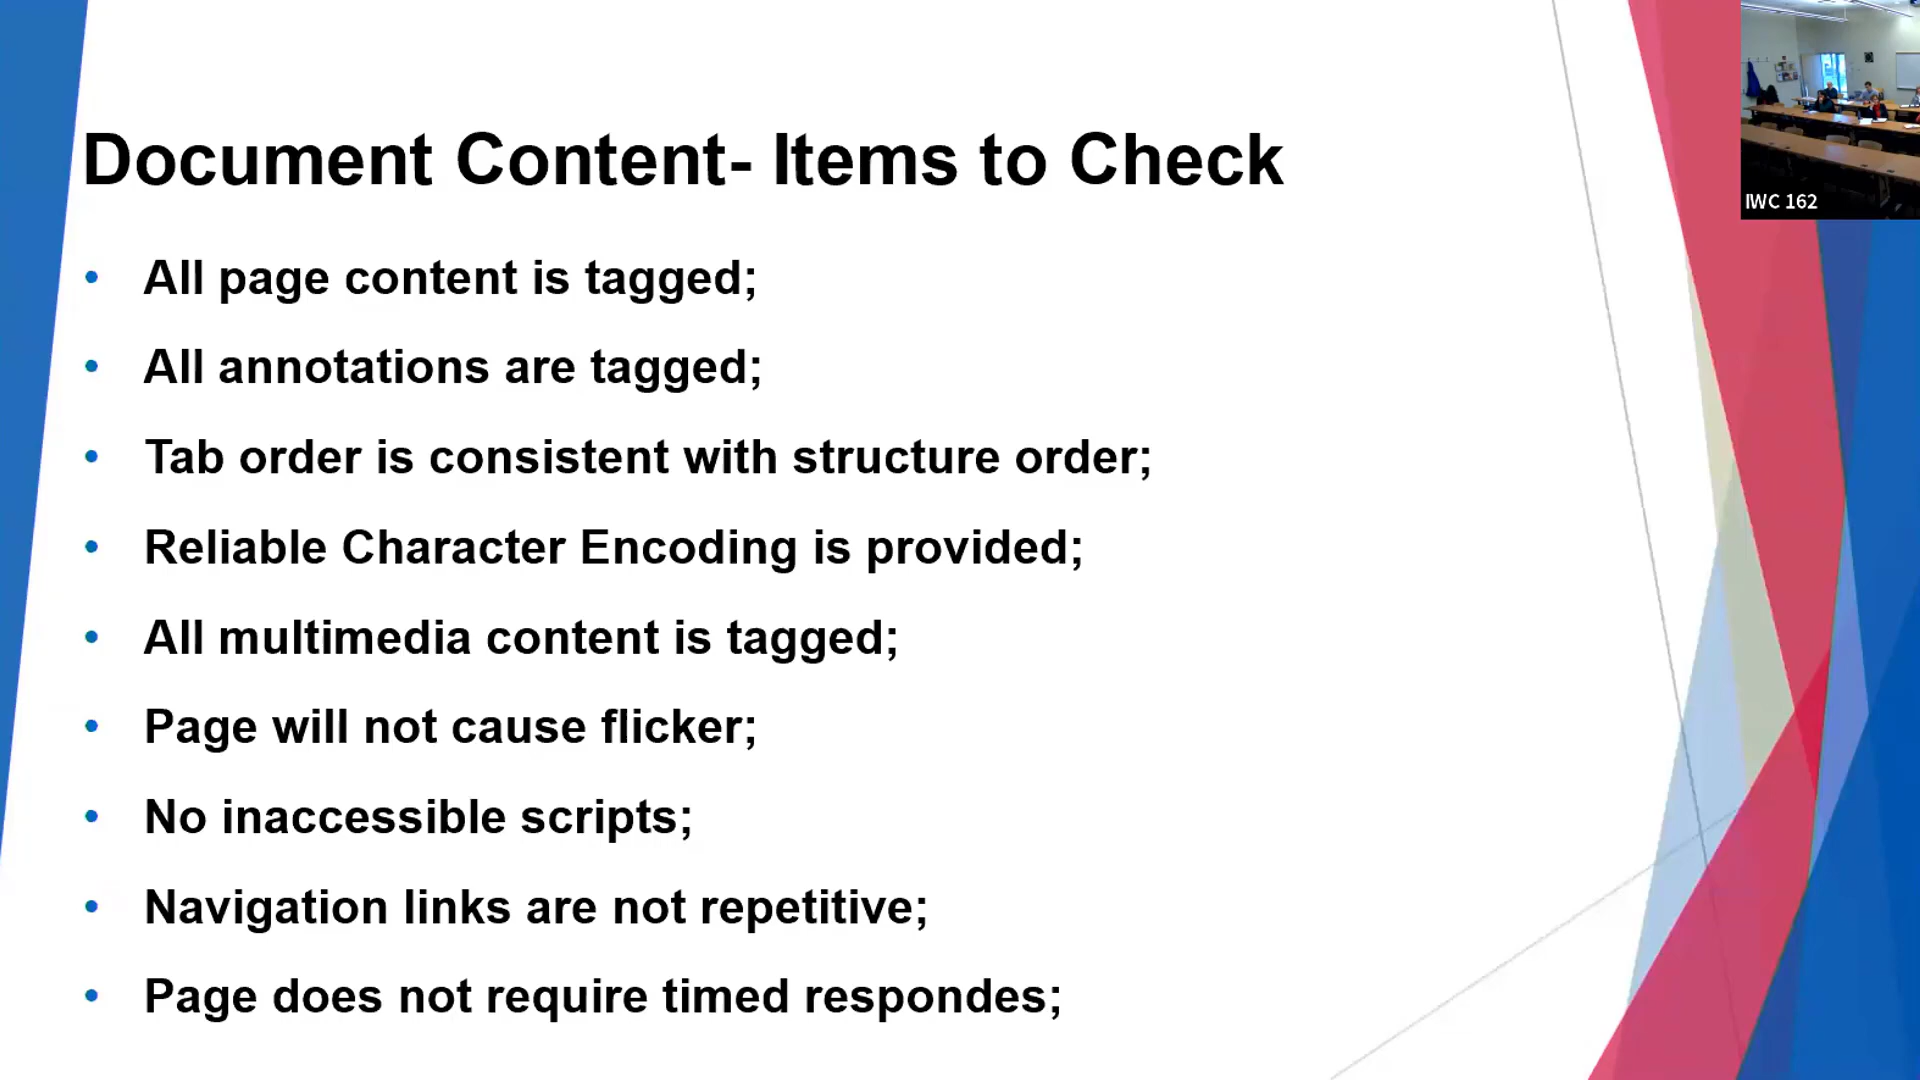 Document Content- Items to Check
• All page content is tagged;
• All annotations are tagged;
• Tab order is consistent with structure order;
• Reliable Character Encoding is provided;
• All multimedia content is tagged;
• Page will not cause flicker;
• No inaccessible scripts;
• Navigation links are not repetitive;
• Page does not require timed respondes;
IWC 162